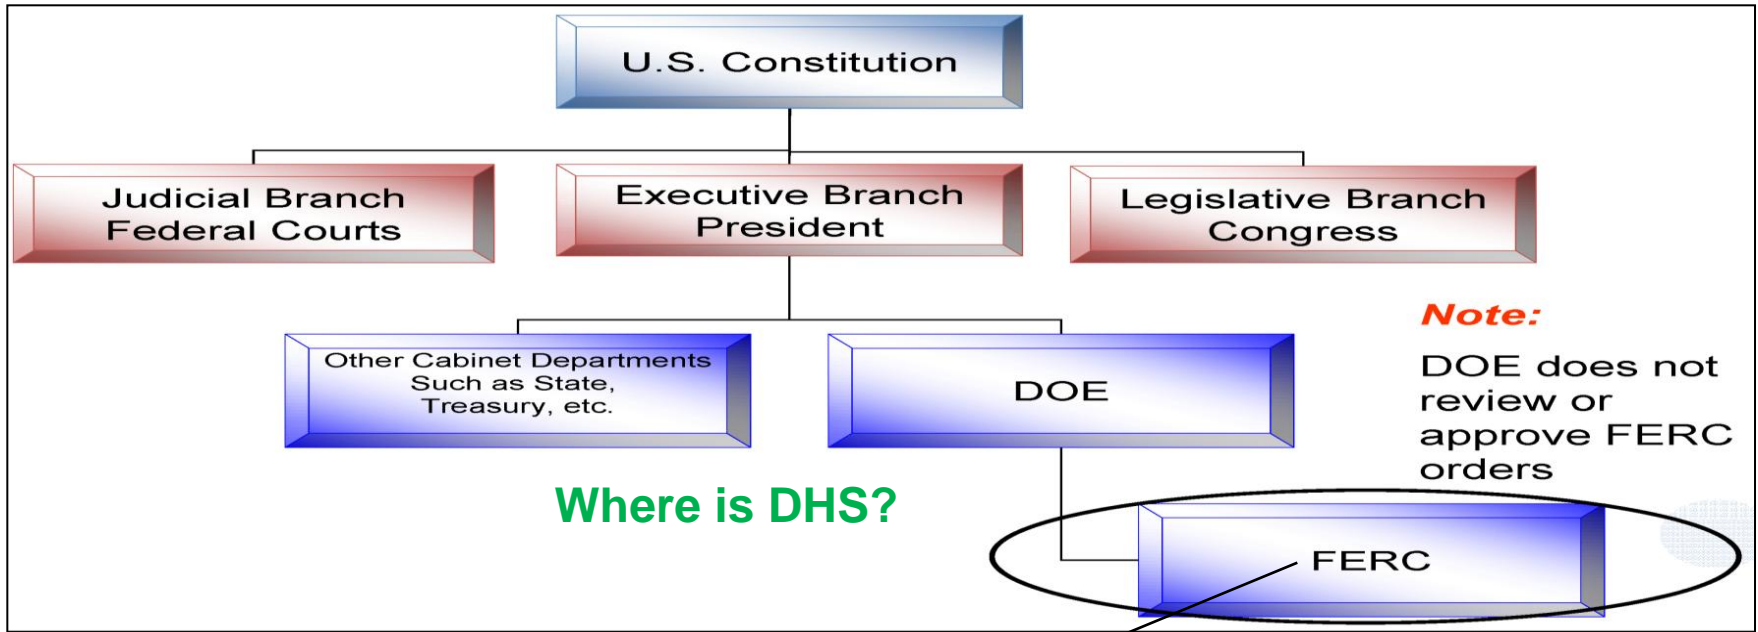 U.S. Constitution
Judicial Branch
Federal Courts
Executive Branch
President
Legislative Branch
Congress
Other Cabinet Departments
Such as State,
Treasury, etc.
DOE
Note:
DOE does not
review or
approve FERC
orders
Where is DHS?
FERC